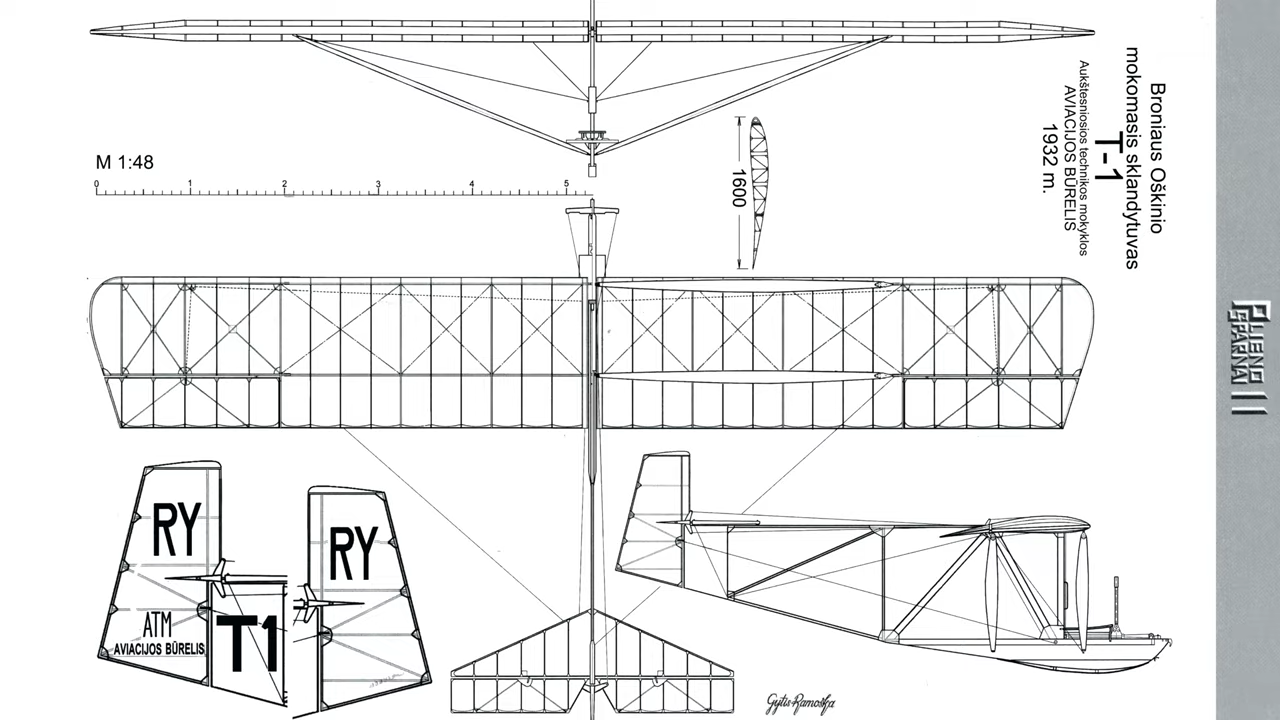 Broniaus Oškinio
mokomasis sklandytuvas
T-1
Aukštesniosios technikos mokyklos
AVIACIJOS BŪRELIS
1932 m.
M 1:48
0 1 2 3 4 5
1600
PLIENO
SPARNAI
RY
ATM
AVIACIJOS BŪRELIS
T1
RY
Gytis Ramoška